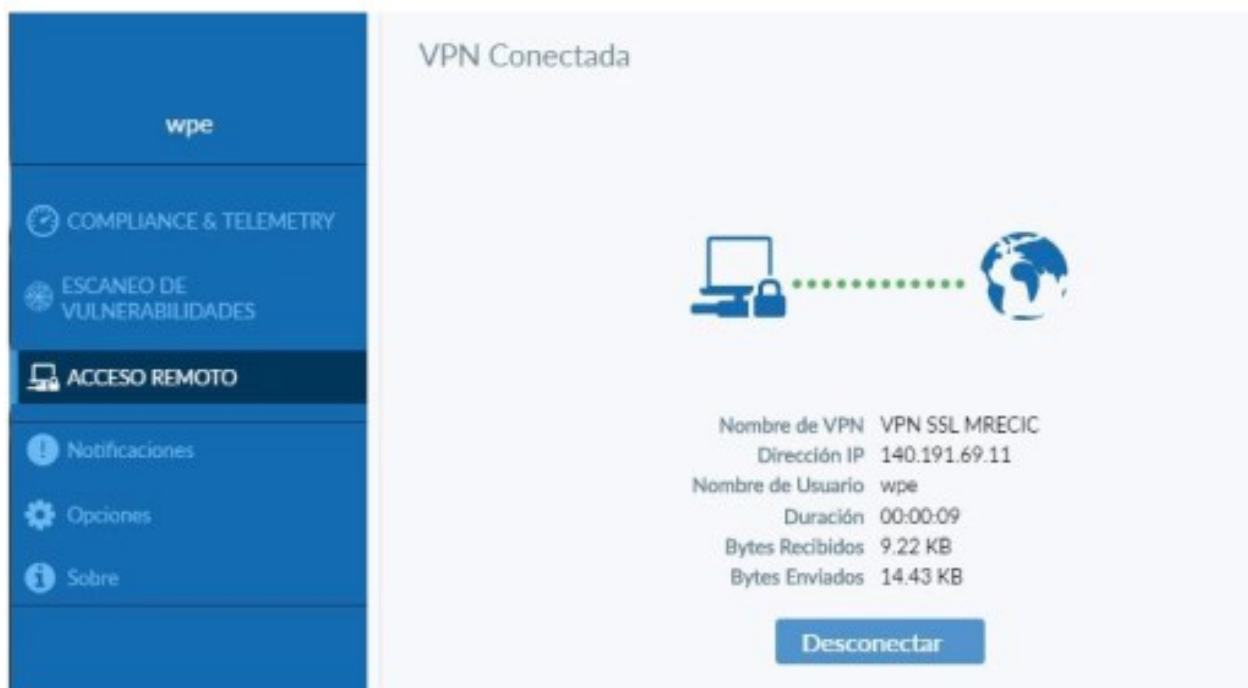 wpe
COMPLIANCE & TELEMETRY
ESCANEO DE
VULNERABILIDADES
ACCESO REMOTO
Notificaciones
Opciones
Sobre
VPN Conectada
Nombre de VPN VPN SSL MRECIC
Dirección IP 140.191.69.11
Nombre de Usuario wpe
Duración 00:00:09
Bytes Recibidos 9.22 KB
Bytes Enviados 14.43 KB
Desconectar